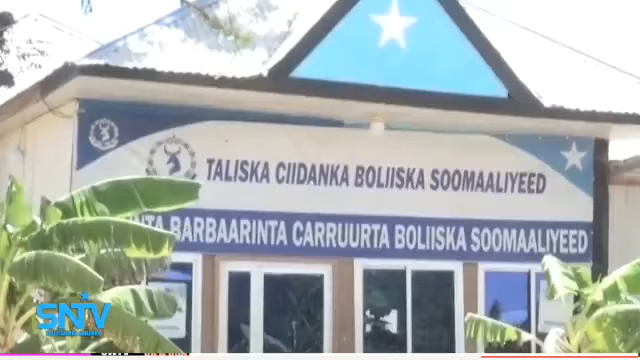 TALISKA CIIDANKA BOLIISKA SOOMAALIYEED
BARBAARINTA CARRUURTA BOLIISKA SOOMAALIYEED
SNTV